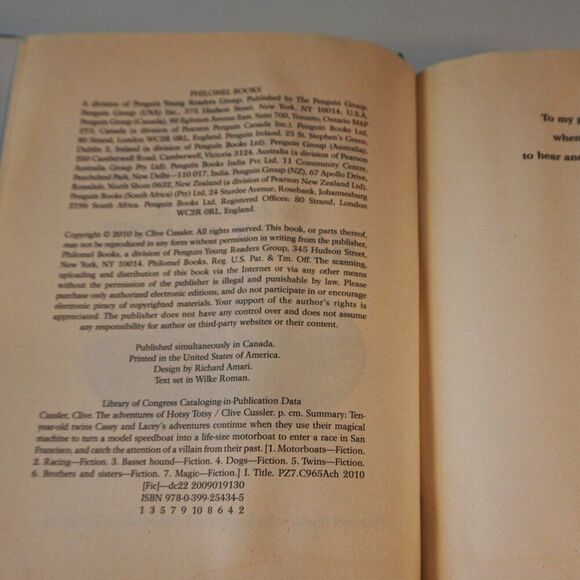 PHILOMEL BOOKS
A division of Penguin Young Readers Group. Published by The Penguin Group.
Penguin Group (USA) Inc., 375 Hudson Street, New York, NY 10014, U.S.A.
Penguin Group (Canada), 90 Eglinton Avenue East, Suite 700, Toronto, Ontario M4P
2Y3, Canada (a division of Pearson Penguin Canada Inc.). Penguin Books Ltd,
80 Strand, London WC2R 0RL, England. Penguin Ireland, 25 St. Stephen's Green,
Dublin 2, Ireland (a division of Penguin Books Ltd). Penguin Group (Australia),
250 Camberwell Road, Camberwell, Victoria 3124, Australia (a division of Pearson
Australia Group Pty Ltd). Penguin Books India Pvt Ltd, 11 Community Centre,
Panchsheel Park, New Delhi—110 017, India. Penguin Group (NZ), 67 Apollo Drive,
Rosedale, North Shore 0632, New Zealand (a division of Pearson New Zealand Ltd).
Penguin Books (South Africa) (Pty) Ltd, 24 Sturdee Avenue, Rosebank, Johannesburg
2196 South Africa. Penguin Books Ltd, Registered Offices: 80 Strand, London
WC2R 0RL, England.
Copyright © 2010 by Clive Cussler. All rights reserved. This book, or parts thereof,
may not be reproduced in any form without permission in writing from the publisher,
Philomel Books, a division of Penguin Young Readers Group, 345 Hudson Street,
New York, NY 10014. Philomel Books, Reg. U.S. Pat. & Tm. Off. The scanning,
uploading and distribution of this book via the Internet or via any other means
without the permission of the publisher is illegal and punishable by law. Please
purchase only authorized electronic editions, and do not participate in or encourage
electronic piracy of copyrighted materials. Your support of the author's rights is
appreciated. The publisher does not have any control over and does not assume
any responsibility for author or third-party websites or their content.
Published simultaneously in Canada.
Printed in the United States of America.
Design by Richard Amari.
Text set in Wilke Roman.
Library of Congress Cataloging-in-Publication Data
Cussler, Clive. The adventures of Hotsy Totsy / Clive Cussler. p. cm. Summary: Ten-
year-old twins Casey and Lacey's adventures continue when they use their magical
machine to turn a model speedboat into a life-size motorboat to enter a race in San
Francisco, and catch the attention of a villain from their past. [1. Motorboats—Fiction.
2. Racing—Fiction. 3. Basset hound—Fiction. 4. Dogs—Fiction. 5. Twins—Fiction.
6. Brothers and sisters—Fiction. 7. Magic—Fiction.] I. Title. PZ7.C965Ach 2010
[Fic]—dc22 2009019130
ISBN 978-0-399-25434-5
1 3 5 7 9 10 8 6 4 2
To my
when
to hear and